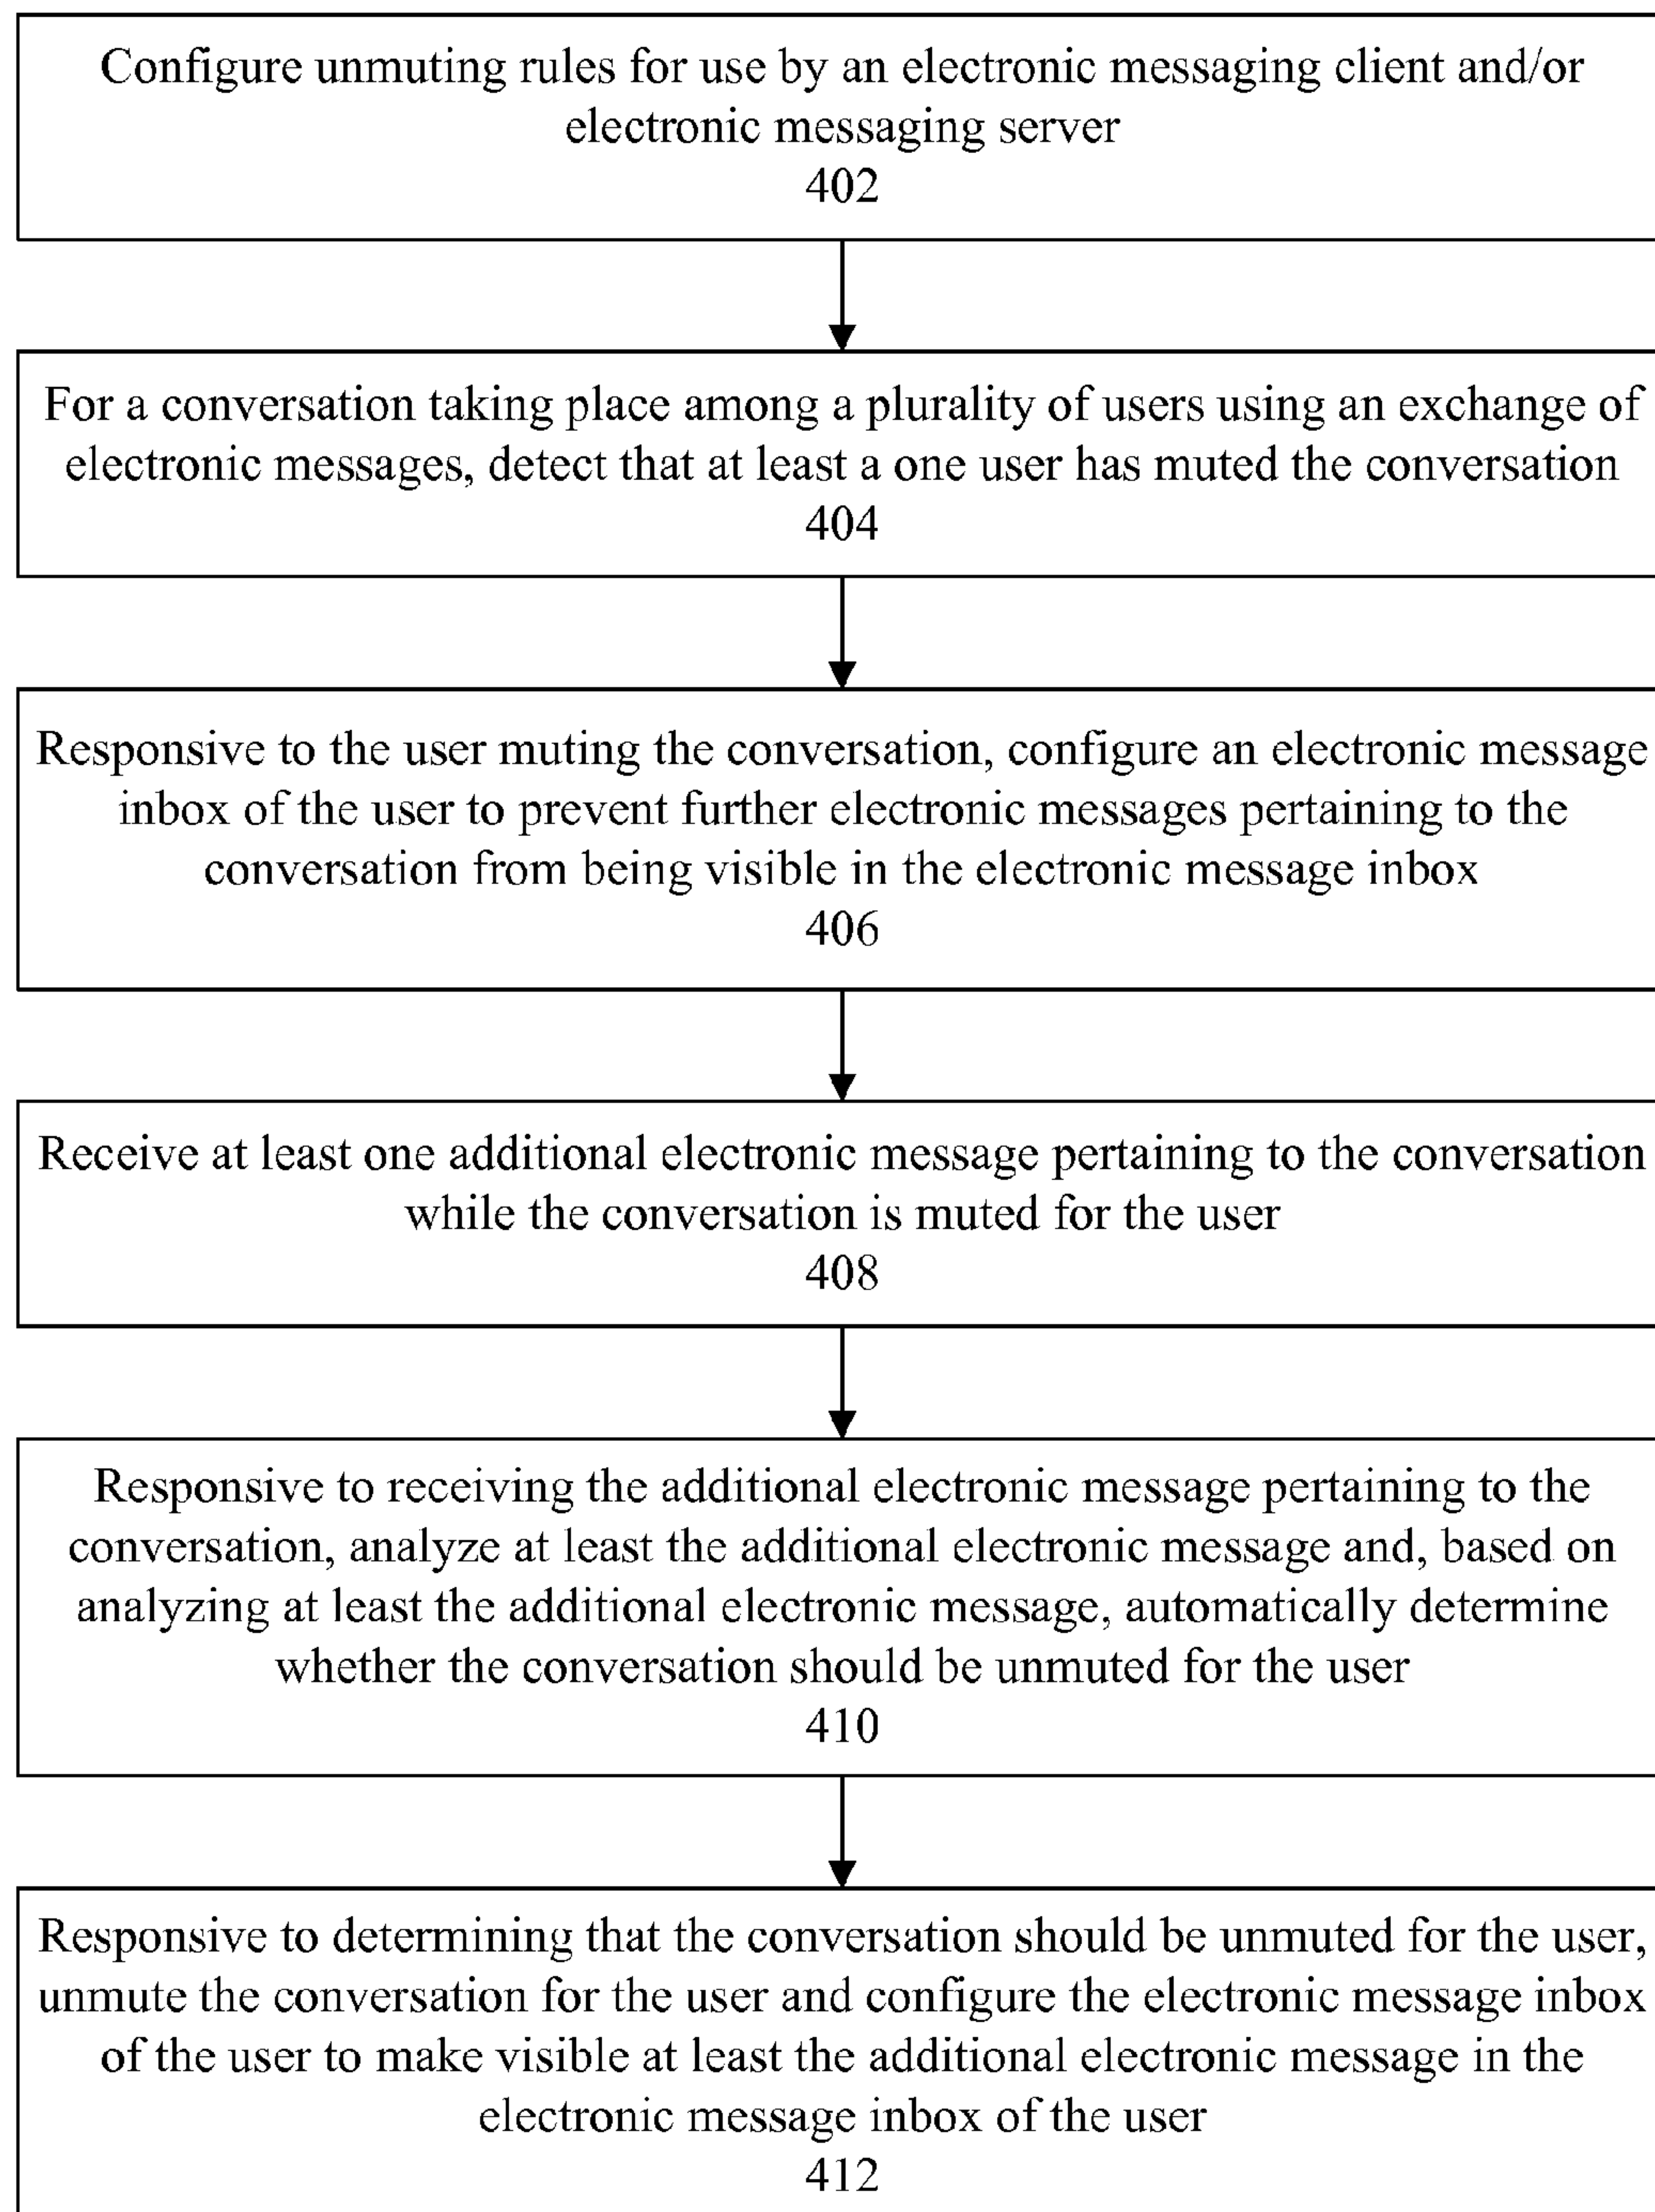 Configure unmuting rules for use by an electronic messaging client and/or
electronic messaging server
402
For a conversation taking place among a plurality of users using an exchange of
electronic messages, detect that at least a one user has muted the conversation
404
Responsive to the user muting the conversation, configure an electronic message
inbox of the user to prevent further electronic messages pertaining to the
conversation from being visible in the electronic message inbox
406
Receive at least one additional electronic message pertaining to the conversation
while the conversation is muted for the user
408
Responsive to receiving the additional electronic message pertaining to the
conversation, analyze at least the additional electronic message and, based on
analyzing at least the additional electronic message, automatically determine
whether the conversation should be unmuted for the user
410
Responsive to determining that the conversation should be unmuted for the user,
unmute the conversation for the user and configure the electronic message inbox
of the user to make visible at least the additional electronic message in the
electronic message inbox of the user
412